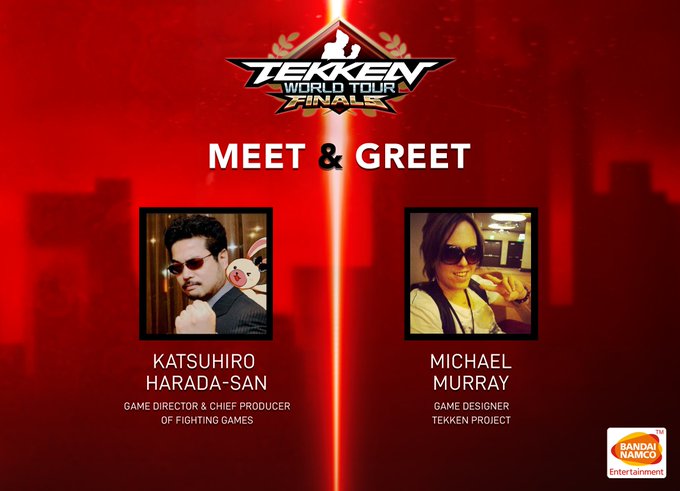 TEKKEN
WORLD TOUR
FINALS
MEET & GREET
KATSUHIRO
HARADA-SAN
GAME DIRECTOR & CHIEF PRODUCER
OF FIGHTING GAMES
MICHAEL
MURRAY
GAME DESIGNER
TEKKEN PROJECT
BANDAI
NAMCO
Entertainment
TM